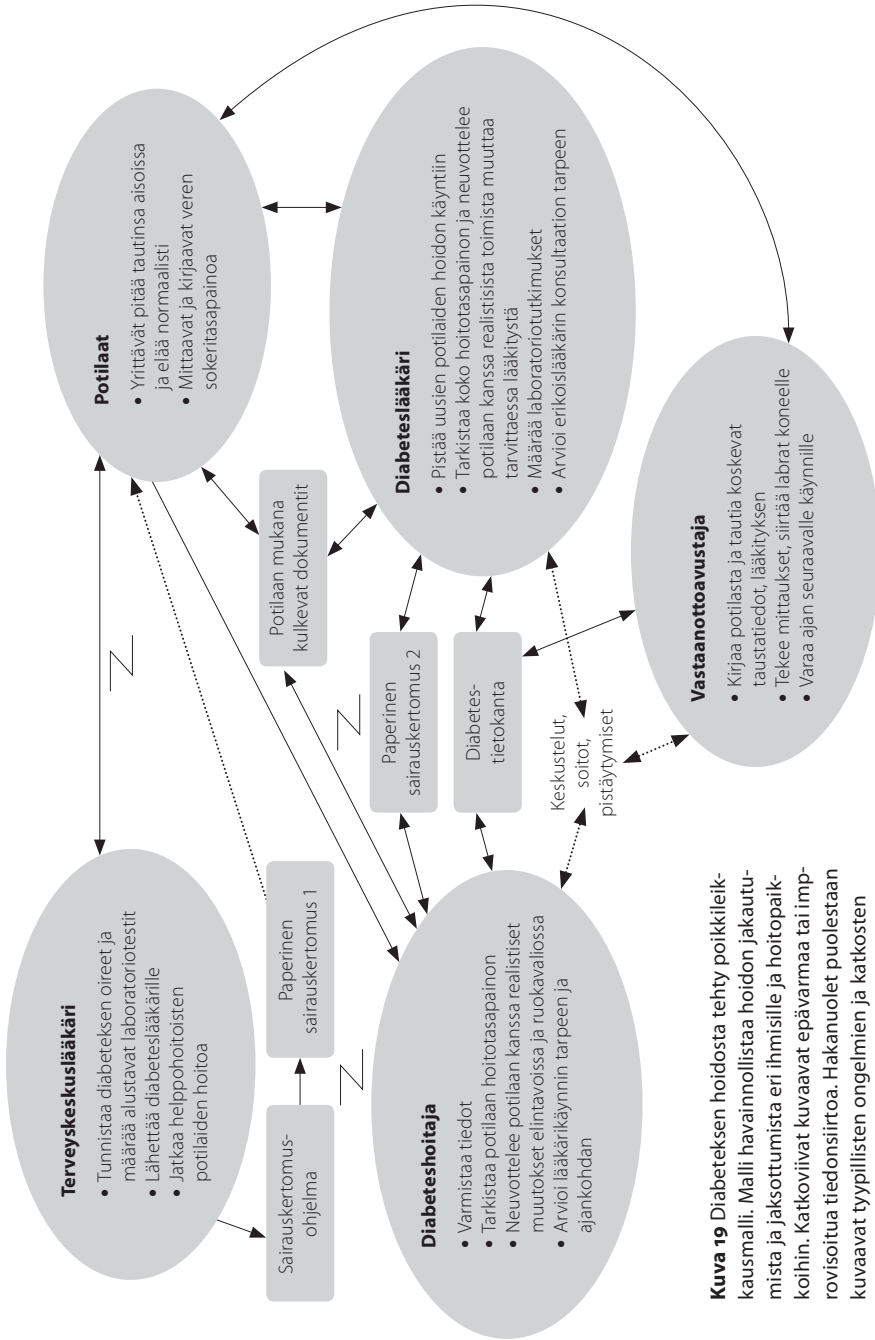 Terveyskeskuslääkäri
• Tunnistaa diabeteksen oireet ja
määrää alustavat laboratoriotestit
• Lähettää diabeteslääkärille
• Jatkaa helppohoitoisten
potilaiden hoitoa
Potilaat
• Yrittävät pitää tautinsa aisoissa
ja elää normaalisti
• Mittaavat ja kirjaavat veren
sokeritasapainoa
Sairauskertomus-
ohjelma
Paperinen
sairauskertomus 1
Potilaan mukana
kulkevat dokumentit
Diabeteshoitaja
• Varmistaa tiedot
• Tarkistaa potilaan hoitotasapainon
• Neuvottelee potilaan kanssa realistiset
muutokset elintavoissa ja ruokavaliossa
• Arvioi lääkärikäynnin tarpeen ja
ajankohdan
Paperinen
sairauskertomus 2
Diabetes-
tietokanta
Keskustelut,
soitot,
pistäytymiset
Diabeteslääkäri
• Pistää uusien potilaiden hoidon käyntiin
• Tarkistaa koko hoitotasapainon ja neuvottelee
potilaan kanssa realistisista toimista muuttaa
tarvittaessa lääkitystä
• Määrää laboratoriotutkimukset
• Arvioi erikoislääkärin konsultaation tarpeen
Vastaanottoavustaja
• Kirjaa potilasta ja tautia koskevat
taustatiedot, lääkityksen
• Tekee mittaukset, siirtää labrat koneelle
• Varaa ajan seuraavalle käynnille
Kuva 19 Diabeteksen hoidosta tehty poikkileik-
kausmalli. Malli havainnollistaa hoidon jakautu-
mista ja jaksottumista eri ihmisille ja hoitopaik-
koihin. Katkoviivat kuvaavat epävarmaa tai imp-
rovisoitua tiedonsiirtoa. Hakanuolet puolestaan
kuvaavat tyypillisten ongelmien ja katkosten